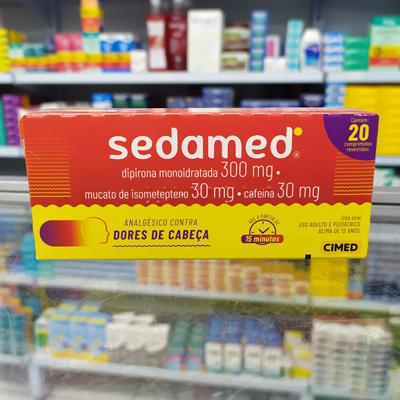 Contém:
20
comprimidos
revestidos
sedamed®
dipirona monoidratada 300 mg •
mucato de isometepteno 30 mg • cafeína 30 mg
ANALGÉSICO CONTRA
DORES DE CABEÇA
AGE A PARTIR DE
15 minutos
Uso oral
USO ADULTO E PEDIÁTRICO
ACIMA DE 12 ANOS
CIMED